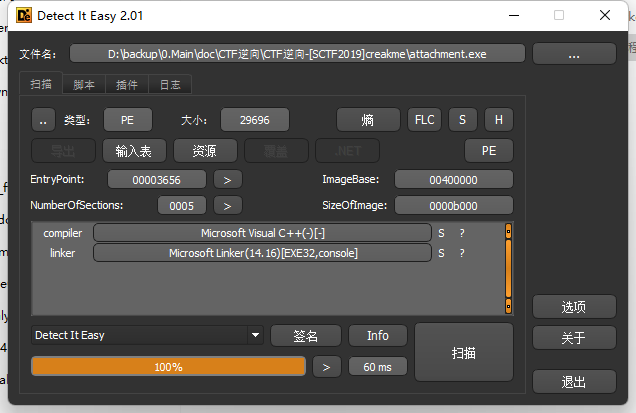 Detect It Easy 2.01
文件名: D:\backup\0.Main\doc\CTF逆向\CTF逆向-[SCTF2019]creakme\attachment.exe ...
扫描 脚本 插件 日志
.. 类型: PE 大小: 29696 熵 FLC S H
导出 输入表 资源 覆量 .NET PE
EntryPoint: 00003656 > ImageBase: 00400000
NumberOfSections: 0005 > SizeOfImage: 0000b000
compiler Microsoft Visual C++(-)[-] S ?
linker Microsoft Linker(14.16)[EXE32,console] S ?
选项
Detect It Easy 签名 Info 扫描 关于
100% > 60 ms
退出